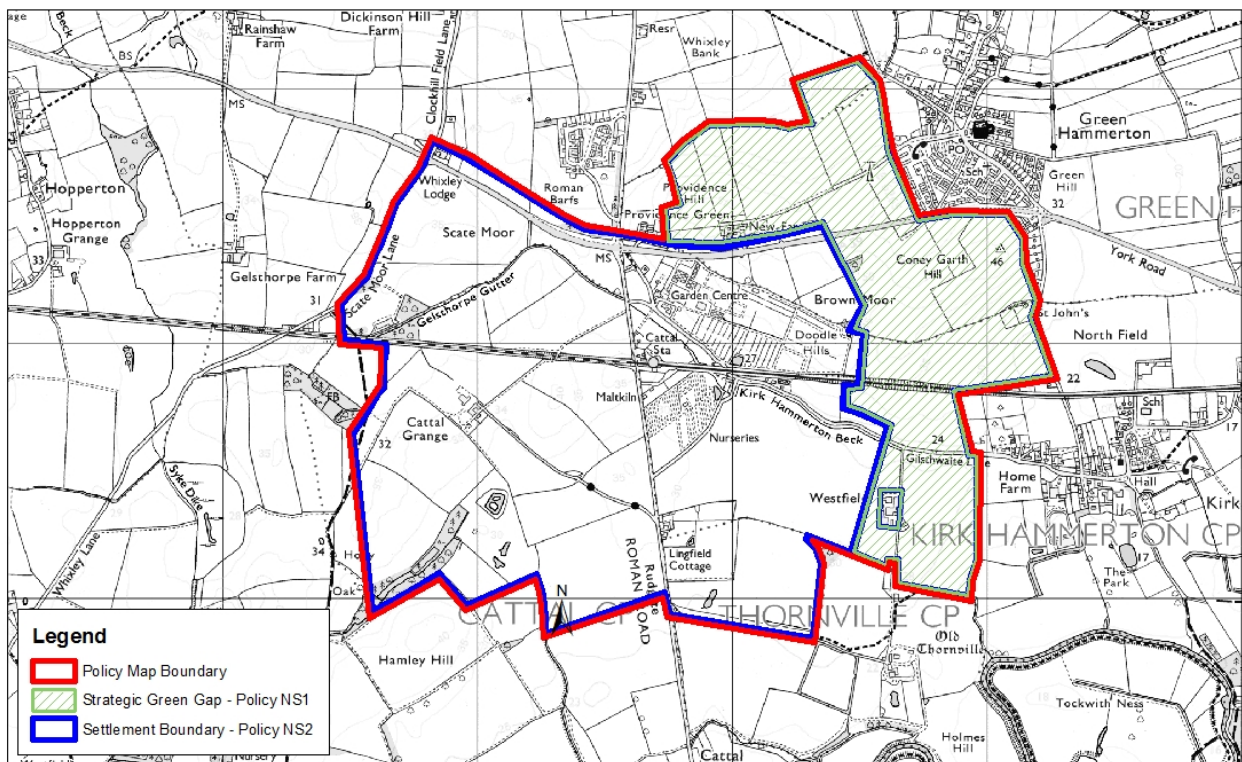 Beck
Rainshaw
Farm
Dickinson Hill
Farm
Clockhill Field Lane
Resr
Whixley
Bank
BS
MS
Green
Hammerton
PO
Sch
Green
Hill
32
GREEN H
Hopperton
Hopperton
Grange
33
Whixley
Lodge
Roman
Barfs
Providence
Hill
Providence Green
New Farm
Scate Moor
MS
Gelsthorpe Farm
31
Scate Moor Lane
Gelsthorpe Gutter
Garden Centre
Brown Moor
Coney Garth
Hill
46
York Road
St John's
North Field
Cattal
Sta
27
Doodle
Hills
22
Maltkiln
Kirk Hammerton Beck
Nurseries
FB
32
Cattal
Grange
24
Gilsthwaite
Sch
17
Home
Farm
Hall
Kirk
Westfield
KIRK HAMMERTON CP
Syke Dike
Whixley Lane
34
Oak
Lingfield
Cottage
ROMAN
ROAD
The
Park
17
N
CATTAL CP
THORNVILLE CP
Old
Thornville
Hamley Hill
Tockwith Ness
Holmes
Hill
Cattal
Nursery
Legend
Policy Map Boundary
Strategic Green Gap - Policy NS1
Settlement Boundary - Policy NS2